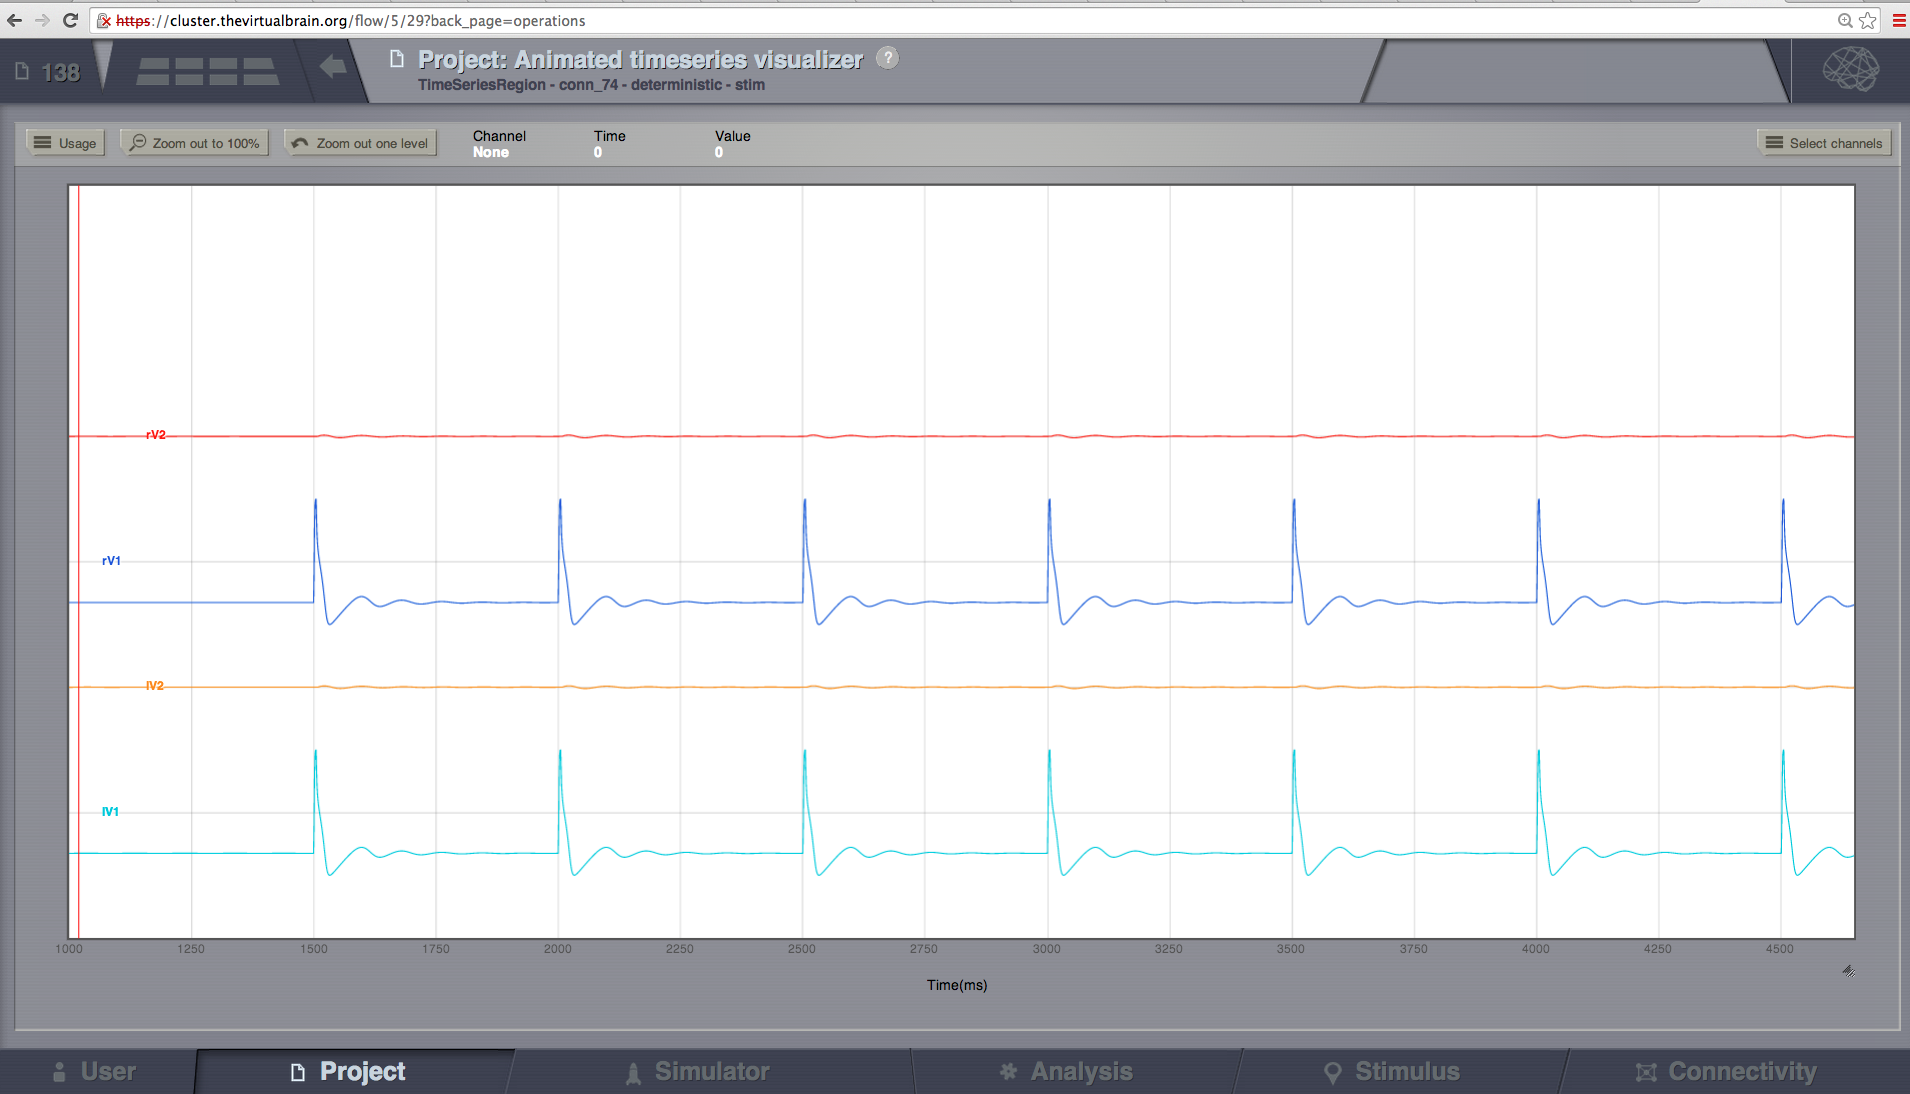 https://cluster.thevirtualbrain.org/flow/5/29?back_page=operations
138
Project: Animated timeseries visualizer ?
TimeSeriesRegion - conn_74 - deterministic - stim
Usage
Zoom out to 100%
Zoom out one level
Channel Time Value
None 0 0
Select channels
rV2
rV1
lV2
lV1
1000 1250 1500 1750 2000 2250 2500 2750 3000 3250 3500 3750 4000 4250 4500
Time(ms)
User Project Simulator Analysis Stimulus Connectivity